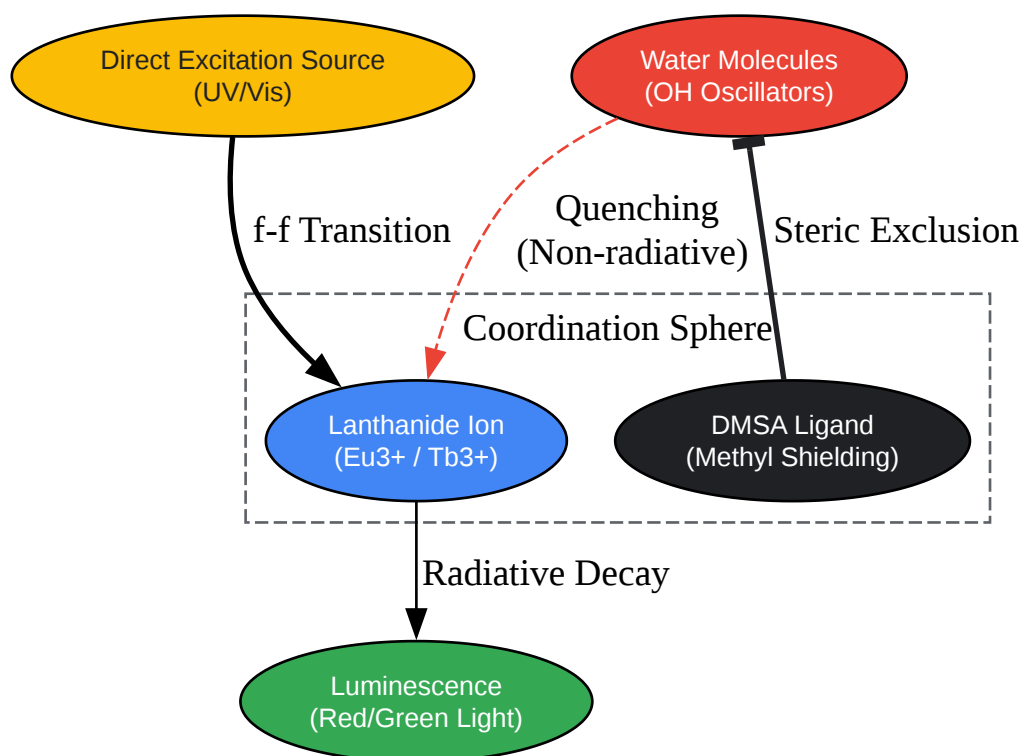 Direct Excitation Source
(UV/Vis)
Water Molecules
(OH Oscillators)
f-f Transition
Quenching
(Non-radiative)
Steric Exclusion
Coordination Sphere
Lanthanide Ion
(Eu3+ / Tb3+)
DMSA Ligand
(Methyl Shielding)
Radiative Decay
Luminescence
(Red/Green Light)